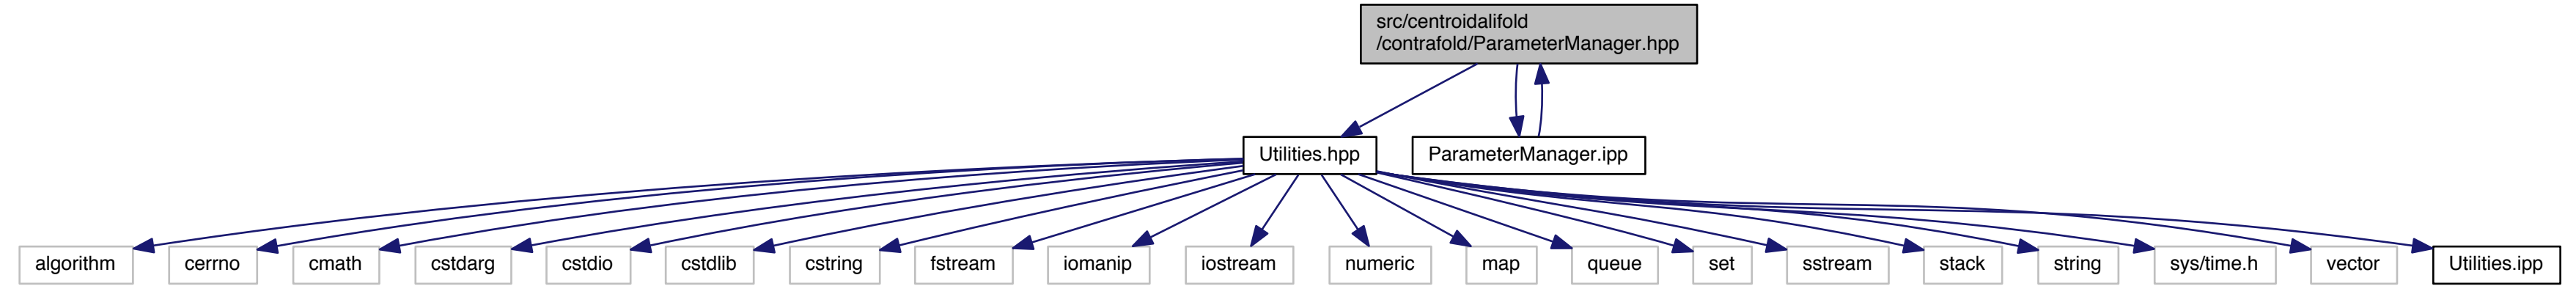 src/centroidalifold
/contrafold/ParameterManager.hpp
Utilities.hpp
ParameterManager.ipp
algorithm
cerrno
cmath
cstdarg
cstdio
cstdlib
cstring
fstream
iomanip
iostream
numeric
map
queue
set
sstream
stack
string
sys/time.h
vector
Utilities.ipp